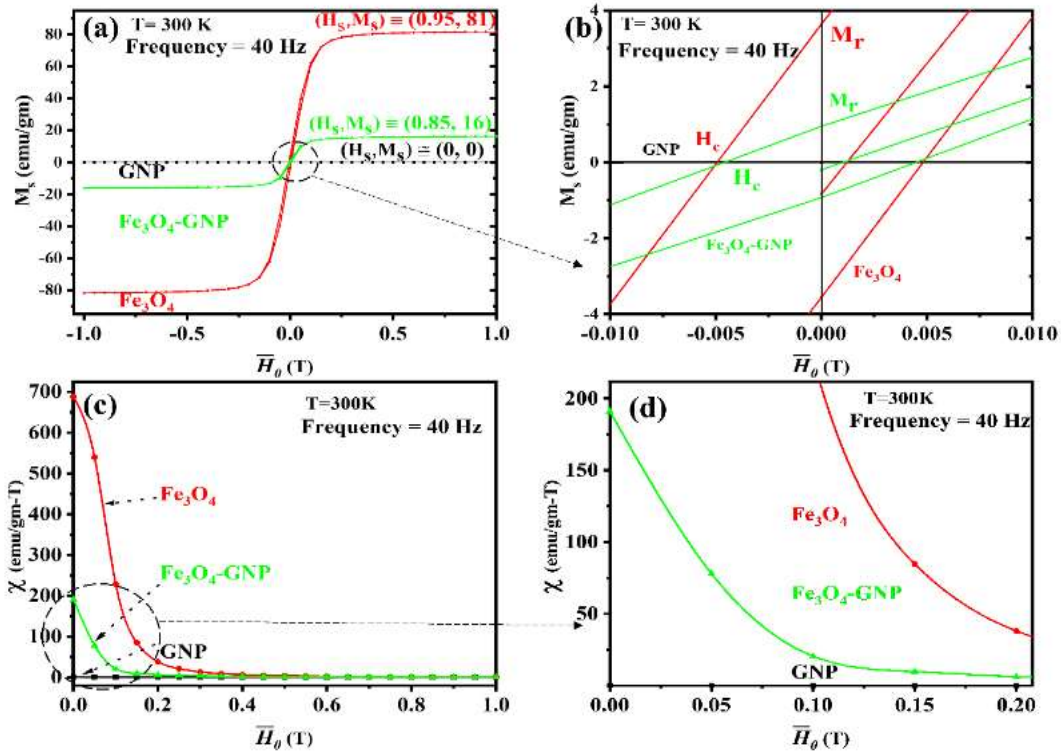 (a)
T= 300 K
Frequency = 40 Hz
(H_S,M_S) ≡ (0.95, 81)
(H_S,M_S) ≡ (0.85, 16)
(H_S,M_S) ≡ (0, 0)
GNP
Fe₃O₄-GNP
Fe₃O₄
M_s (emu/gm)
80
60
40
20
0
-20
-40
-60
-80
-1.0 -0.5 0.0 0.5 1.0
H̅₀ (T)
T= 300 K
(b)
Frequency = 40 Hz
M_r
M_r
H_c
GNP
H_c
Fe₃O₄-GNP
Fe₃O₄
M_s (emu/gm)
4
2
0
-2
-4
-0.010 -0.005 0.000 0.005 0.010
H̅₀ (T)
(c)
T=300K
Frequency = 40 Hz
Fe₃O₄
Fe₃O₄-GNP
GNP
χ (emu/gm-T)
700
600
500
400
300
200
100
0
0.0 0.2 0.4 0.6 0.8 1.0
H̅₀ (T)
(d)
T=300K
Frequency = 40 Hz
Fe₃O₄
Fe₃O₄-GNP
GNP
χ (emu/gm-T)
200
150
100
50
0.00 0.05 0.10 0.15 0.20
H̅₀ (T)